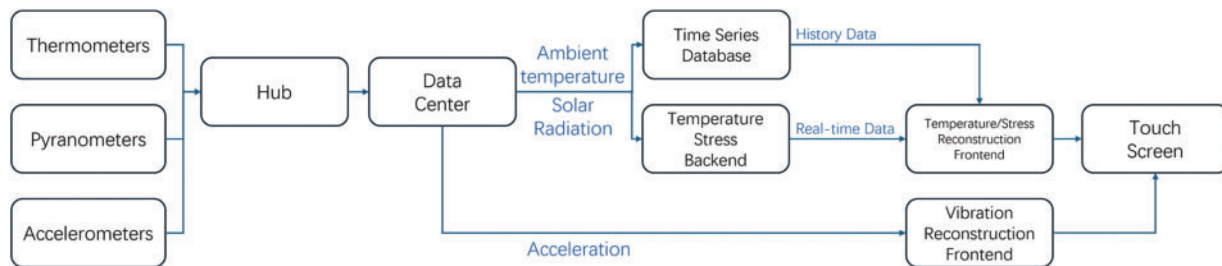 Thermometers
Pyranometers
Accelerometers
Hub
Data
Center
Ambient
temperature
Solar
Radiation
Acceleration
Time Series
Database
Temperature
Stress
Backend
History Data
Real-time Data
Temperature/Stress
Reconstruction
Frontend
Vibration
Reconstruction
Frontend
Touch
Screen